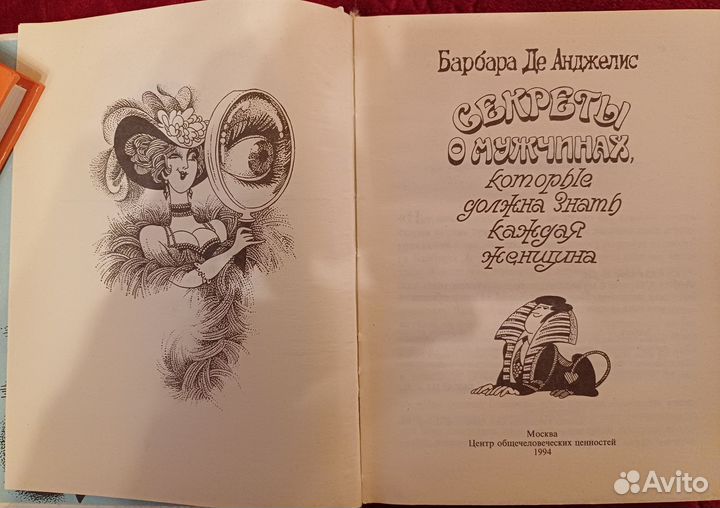 Барбара Де Анджелис
Секреты
о мужчинах,
которые
должна знать
каждая
женщина
Москва
Центр общечеловеческих ценностей
1994
Avito